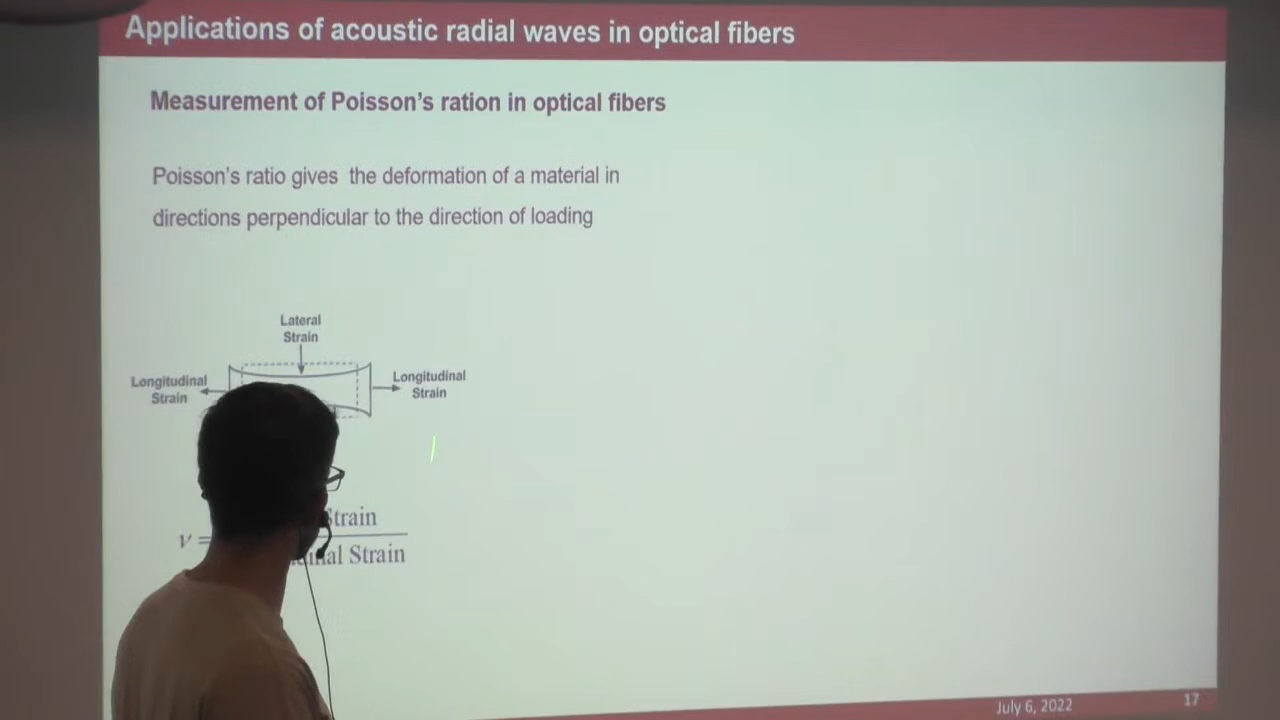 Applications of acoustic radial waves in optical fibers
Measurement of Poisson's ration in optical fibers
Poisson's ratio gives the deformation of a material in
directions perpendicular to the direction of loading
Lateral
Strain
Longitudinal
Strain
Longitudinal
Strain
Strain
ν =
Strain
July 6, 2022
17